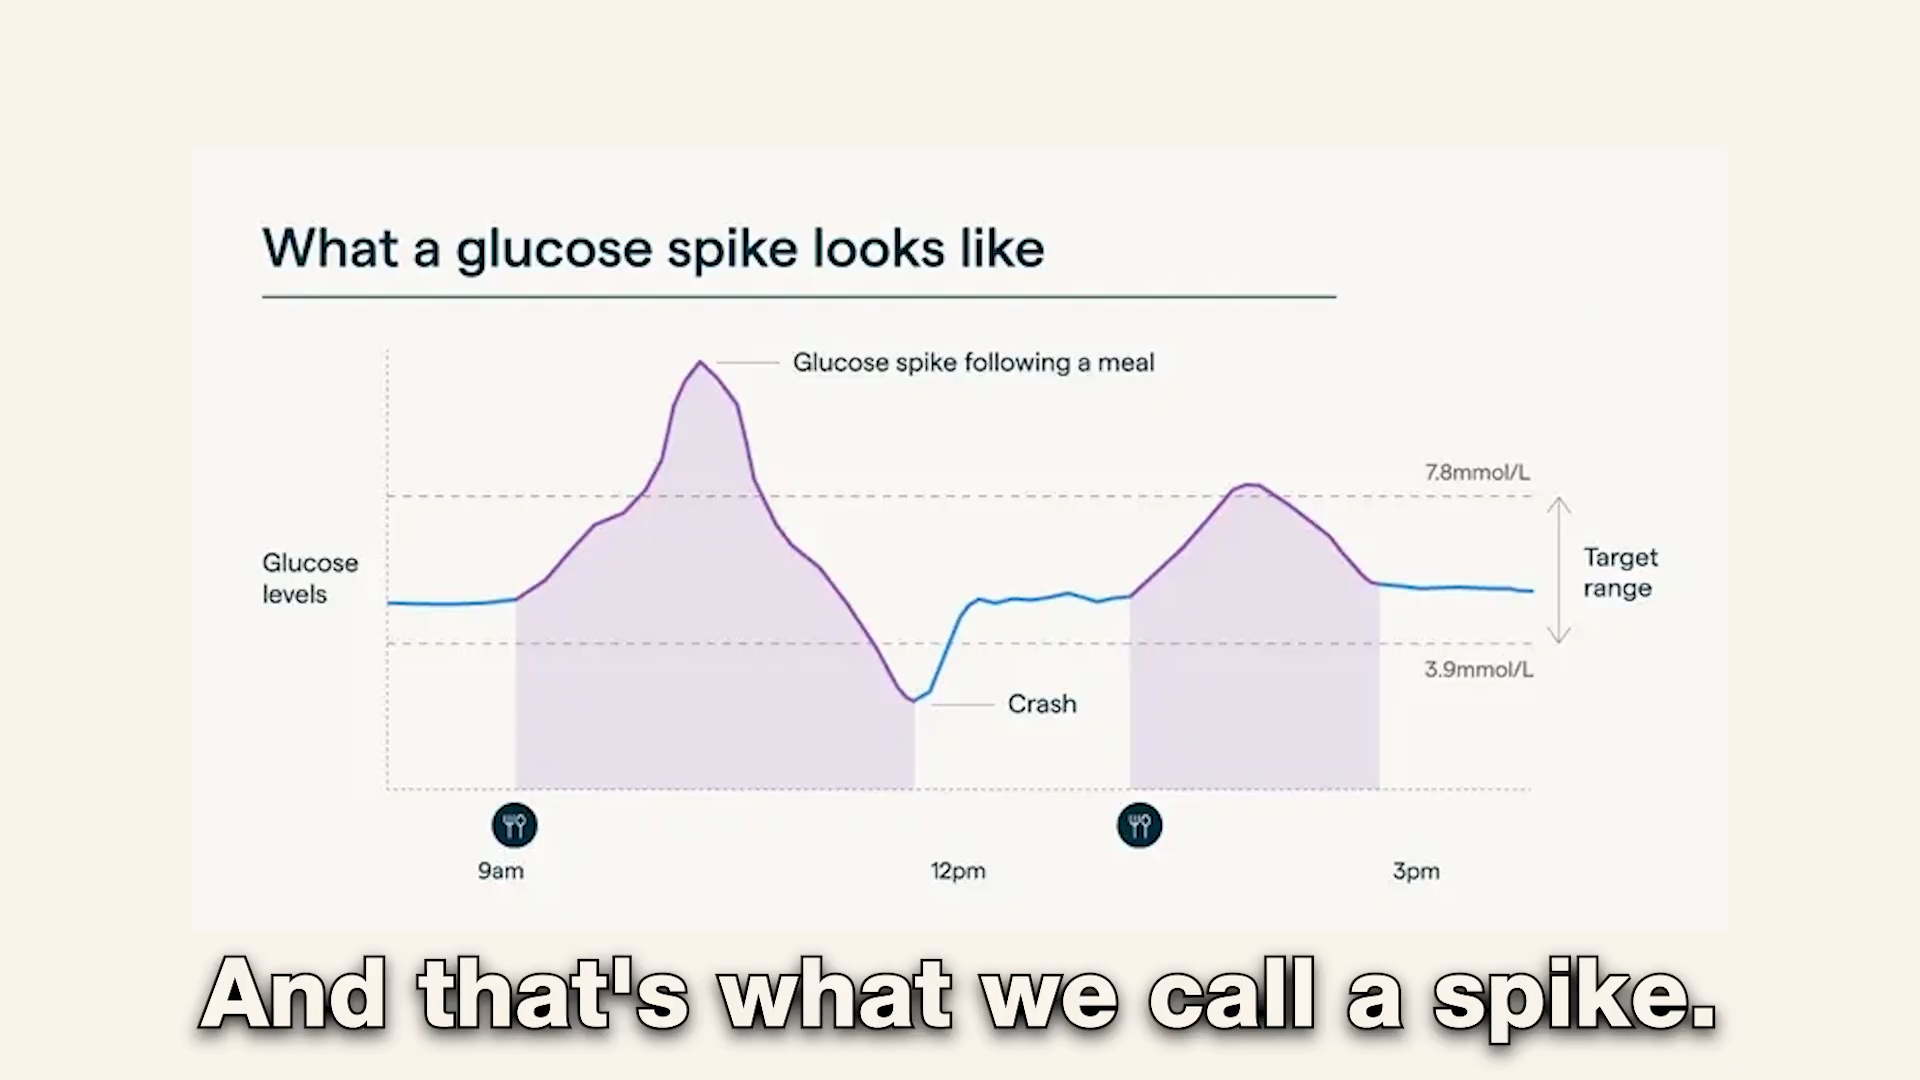 What a glucose spike looks like
Glucose spike following a meal
7.8mmol/L
Glucose
levels
Target
range
3.9mmol/L
Crash
9am
12pm
3pm
And that's what we call a spike.